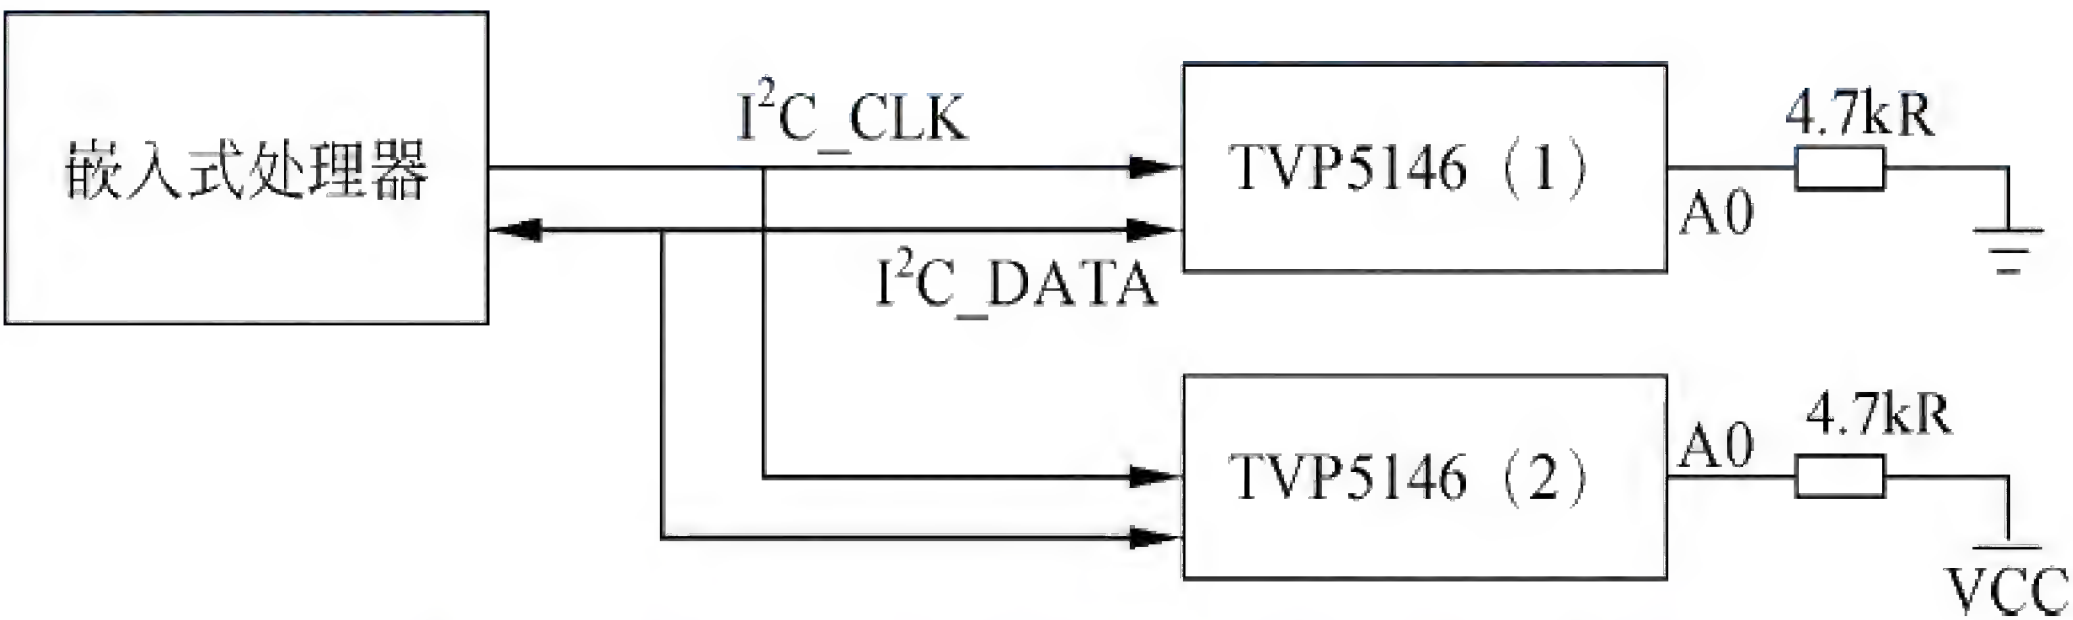 嵌入式处理器
I²C_CLK
I²C_DATA
TVP5146（1）
A0
4.7kR
TVP5146（2）
A0
4.7kR
VCC